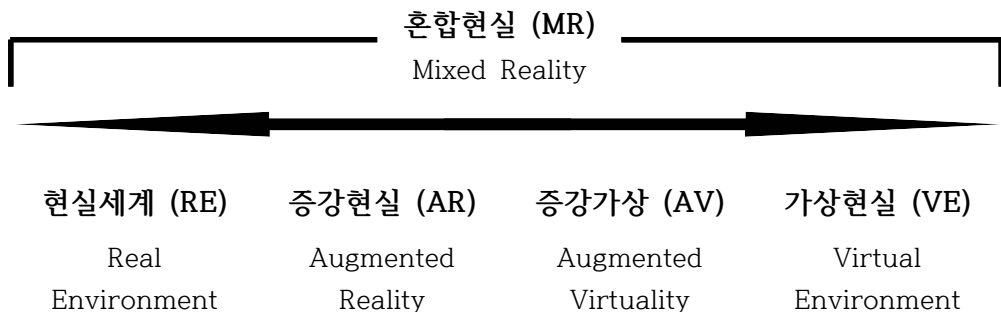 혼합현실 (MR)
Mixed Reality
현실세계 (RE) 증강현실 (AR) 증강가상 (AV) 가상현실 (VE)
Real Augmented Augmented Virtual
Environment Reality Virtuality Environment